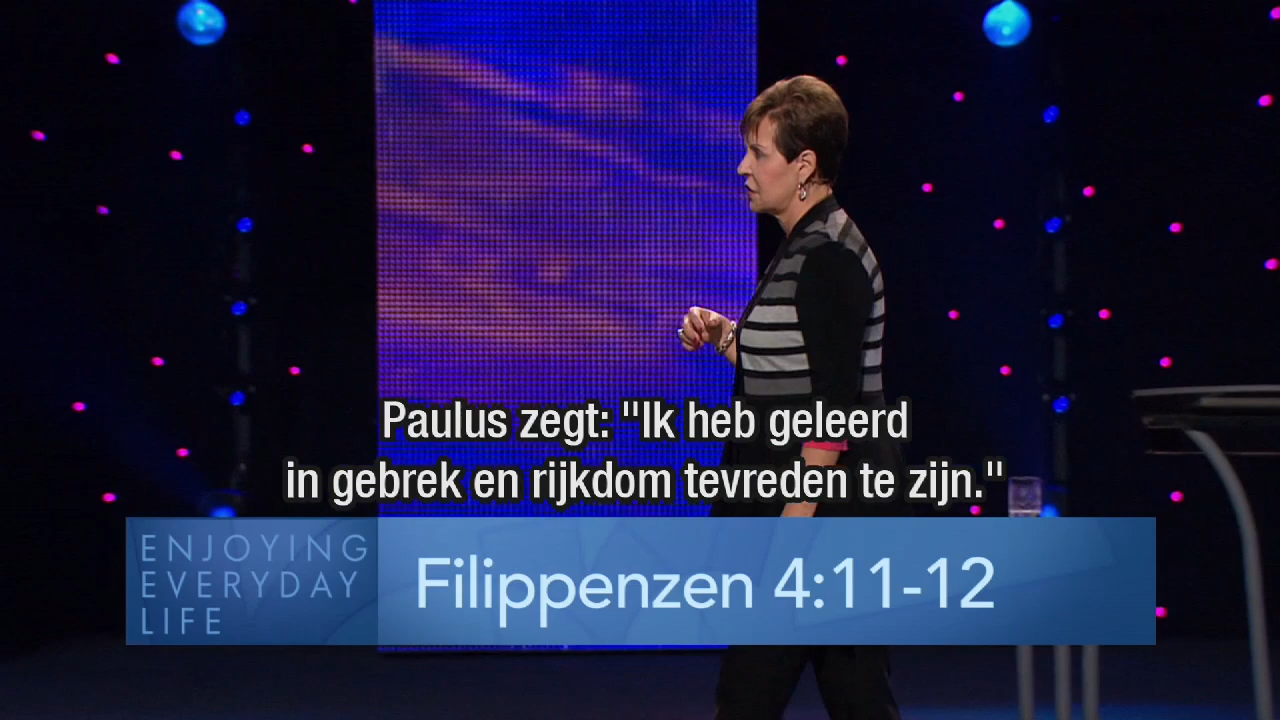 Paulus zegt: "Ik heb geleerd
in gebrek en rijkdom tevreden te zijn."
ENJOYING
EVERYDAY
LIFE
Filippenzen 4:11-12